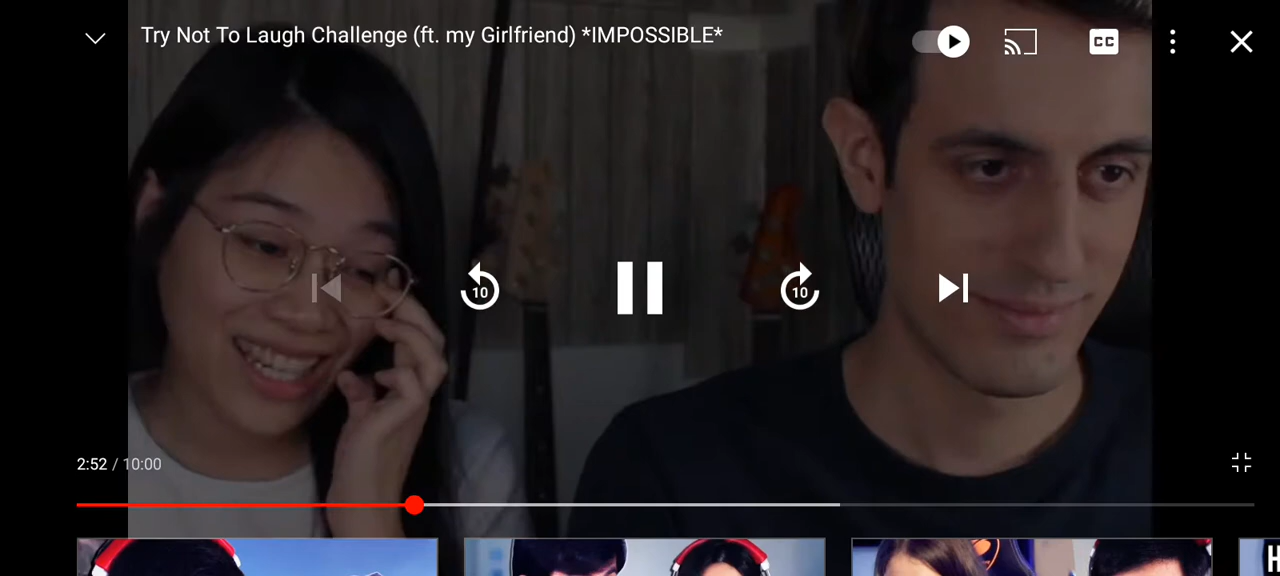 Try Not To Laugh Challenge (ft. my Girlfriend) *IMPOSSIBLE*
CC
10
10
2:52 / 10:00
H